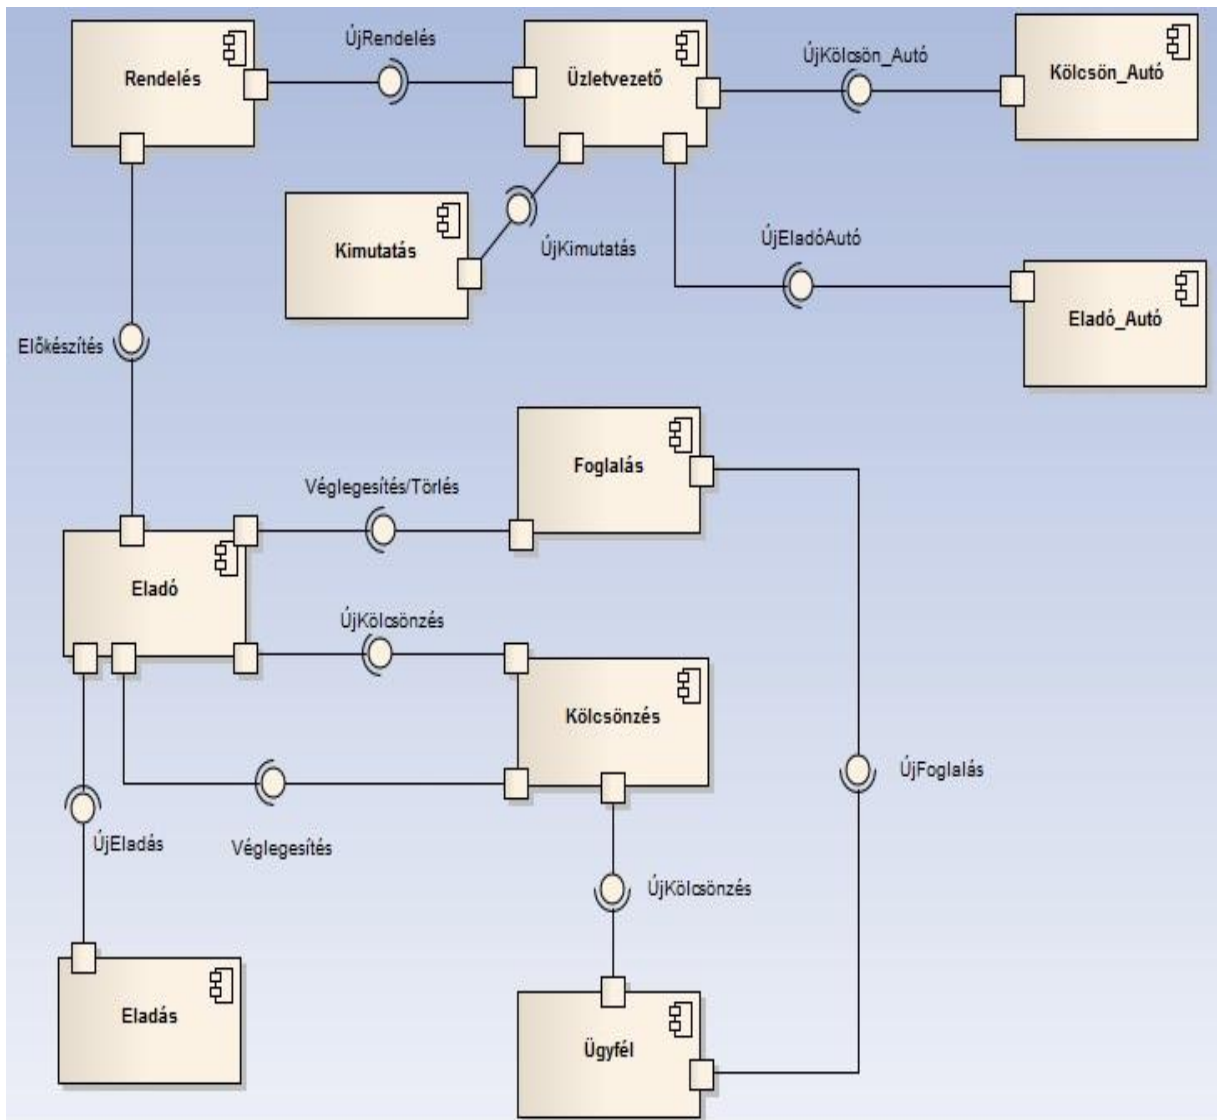 ÚjRendelés
Rendelés
Üzletvezető
ÚjKölcsön_Autó
Kölcsön_Autó
Kimutatás
ÚjKimutatás
ÚjEladóAutó
Eladó_Autó
Előkészítés
Foglalás
Véglegesítés/Törlés
Eladó
ÚjKölcsönzés
Kölcsönzés
ÚjFoglalás
ÚjEladás
Véglegesítés
ÚjKölcsönzés
Eladás
Ügyfél